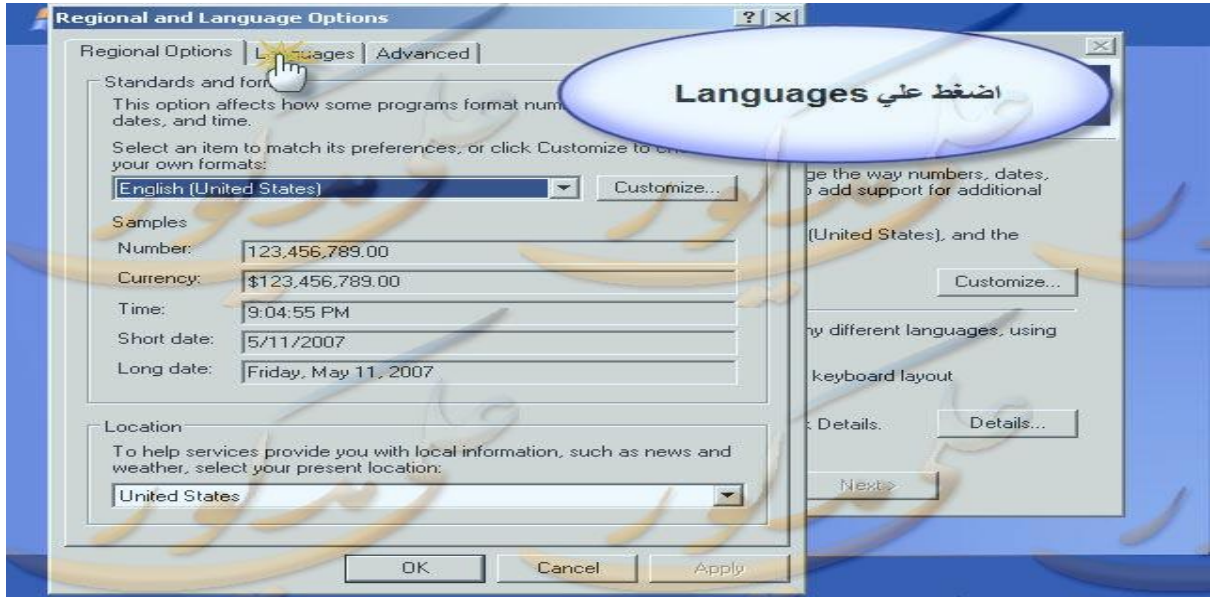 Regional and Language Options
Regional Options
Languages
Advanced
اضغط علي Languages
Standards and
This option affects how some programs format
dates, and time.
Select an item to match its preferences, or click Customize to
your own formats:
English (United States)
Customize...
Samples
Number: 123,456,789.00
Currency: $123,456,789.00
Time: 9:04:55 PM
Short date: 5/11/2007
Long date: Friday, May 11, 2007
Location
To help services provide you with local information, such as news and
weather, select your present location:
United States
OK
Cancel
Apply
the way numbers, dates,
add support for additional
(United States), and the
Customize...
different languages, using
keyboard layout
Details.
Details...
Next>
علي مدكور